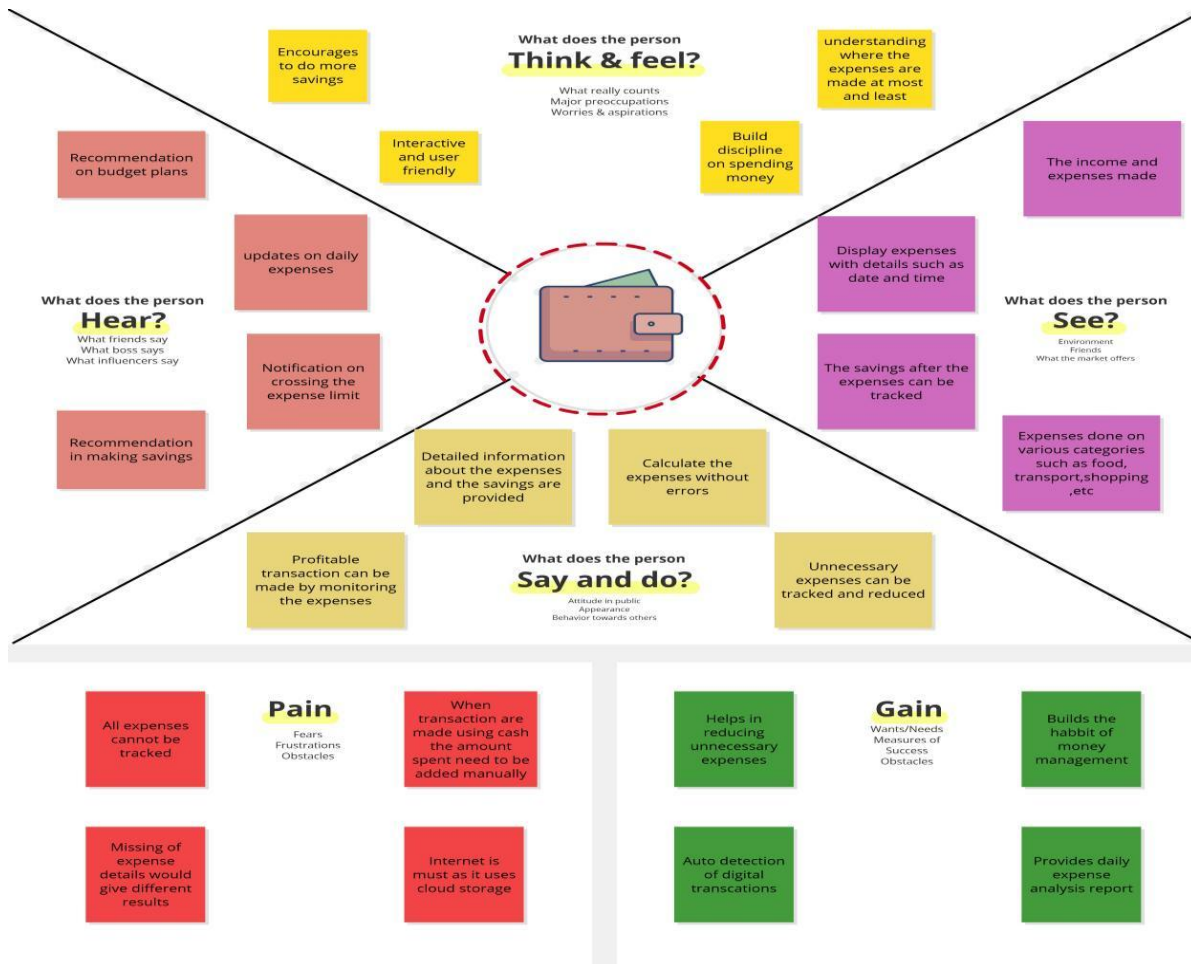 What does the person
Think & feel?
What really counts
Major preoccupations
Worries & aspirations
Encourages
to do more
savings
Interactive
and user
friendly
Build
discipline
on spending
money
understanding
where the
expenses are
made at most
and least
What does the person
Hear?
What friends say
What boss says
What influencers say
Recommendation
on budget plans
updates on daily
expenses
Notification on
crossing the
expense limit
Recommendation
in making savings
What does the person
See?
Environment
Friends
What the market offers
The income and
expenses made
Display expenses
with details such as
date and time
The savings after the
expenses can be
tracked
Expenses done on
various categories
such as food,
transport,shopping
,etc
What does the person
Say and do?
Attitude in public
Appearance
Behavior towards others
Detailed information
about the expenses
and the savings are
provided
Calculate the
expenses without
errors
Profitable
transaction can be
made by monitoring
the expenses
Unnecessary
expenses can be
tracked and reduced
Pain
Fears
Frustrations
Obstacles
All expenses
cannot be
tracked
When
transaction are
made using cash
the amount
spent need to be
added manually
Missing of
expense
details would
give different
results
Internet is
must as it uses
cloud storage
Gain
Wants/Needs
Measures of
Success
Obstacles
Helps in
reducing
unnecessary
expenses
Builds the
habbit of
money
management
Auto detection
of digital
transcations
Provides daily
expense
analysis report